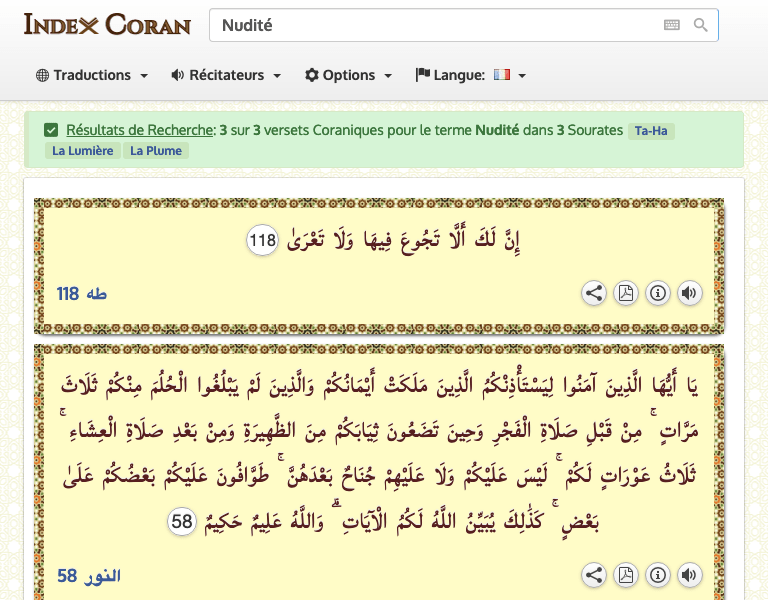 INDEX CORAN
Nudité
Traductions
Récitateurs
Options
Langue:
Résultats de Recherche: 3 sur 3 versets Coraniques pour le terme Nudité dans 3 Sourates Ta-Ha
La Lumière La Plume
إِنَّ لَكَ أَلَّا تَجُوعَ فِيهَا وَلَا تَعْرَىٰ 118
طه 118
يَا أَيُّهَا الَّذِينَ آمَنُوا لِيَسْتَأْذِنْكُمُ الَّذِينَ مَلَكَتْ أَيْمَانُكُمْ وَالَّذِينَ لَمْ يَبْلُغُوا الْحُلُمَ مِنْكُمْ ثَلَاثَ
مَرَّاتٍ ۚ مِنْ قَبْلِ صَلَاةِ الْفَجْرِ وَحِينَ تَضَعُونَ ثِيَابَكُمْ مِنَ الظَّهِيرَةِ وَمِنْ بَعْدِ صَلَاةِ الْعِشَاءِ ۚ
ثَلَاثُ عَوْرَاتٍ لَكُمْ ۚ لَيْسَ عَلَيْكُمْ وَلَا عَلَيْهِمْ جُنَاحٌ بَعْدَهُنَّ ۚ طَوَّافُونَ عَلَيْكُمْ بَعْضُكُمْ عَلَىٰ
بَعْضٍ ۚ كَذَٰلِكَ يُبَيِّنُ اللَّهُ لَكُمُ الْآيَاتِ ۗ وَاللَّهُ عَلِيمٌ حَكِيمٌ 58
النور 58